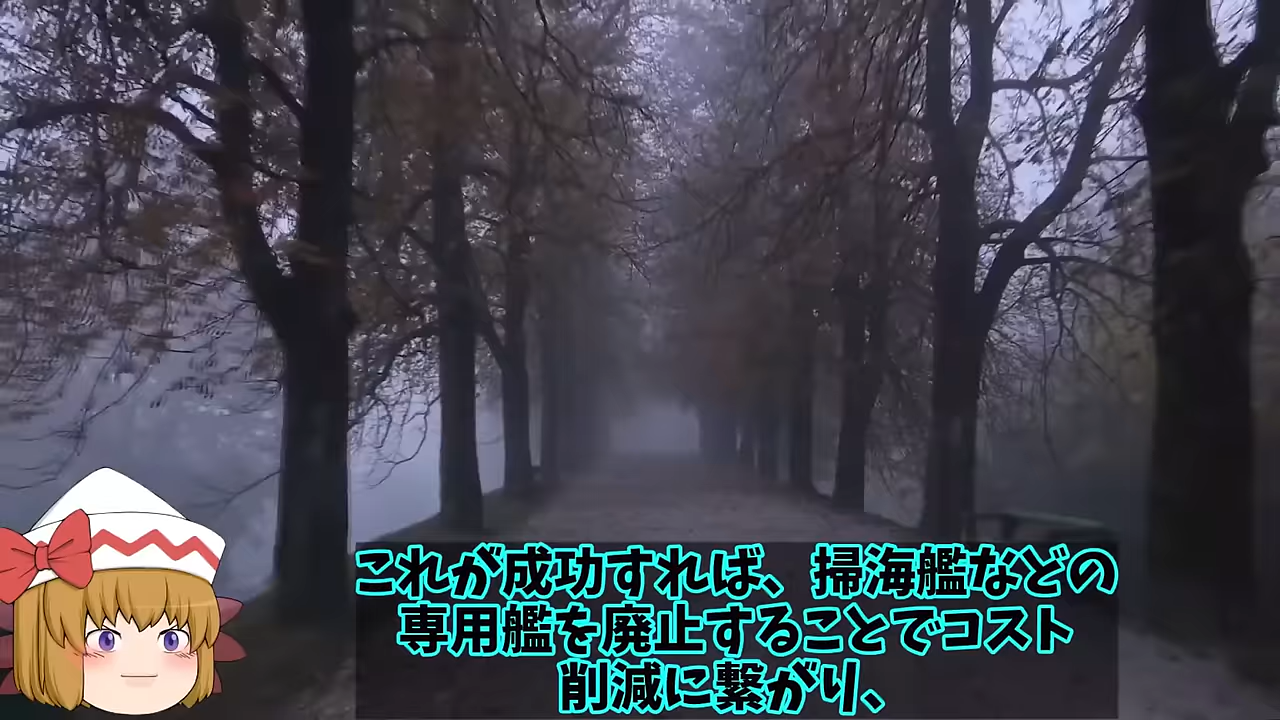 これが成功すれば、掃海艦などの
専用艦を廃止することでコスト
削減に繋がり、